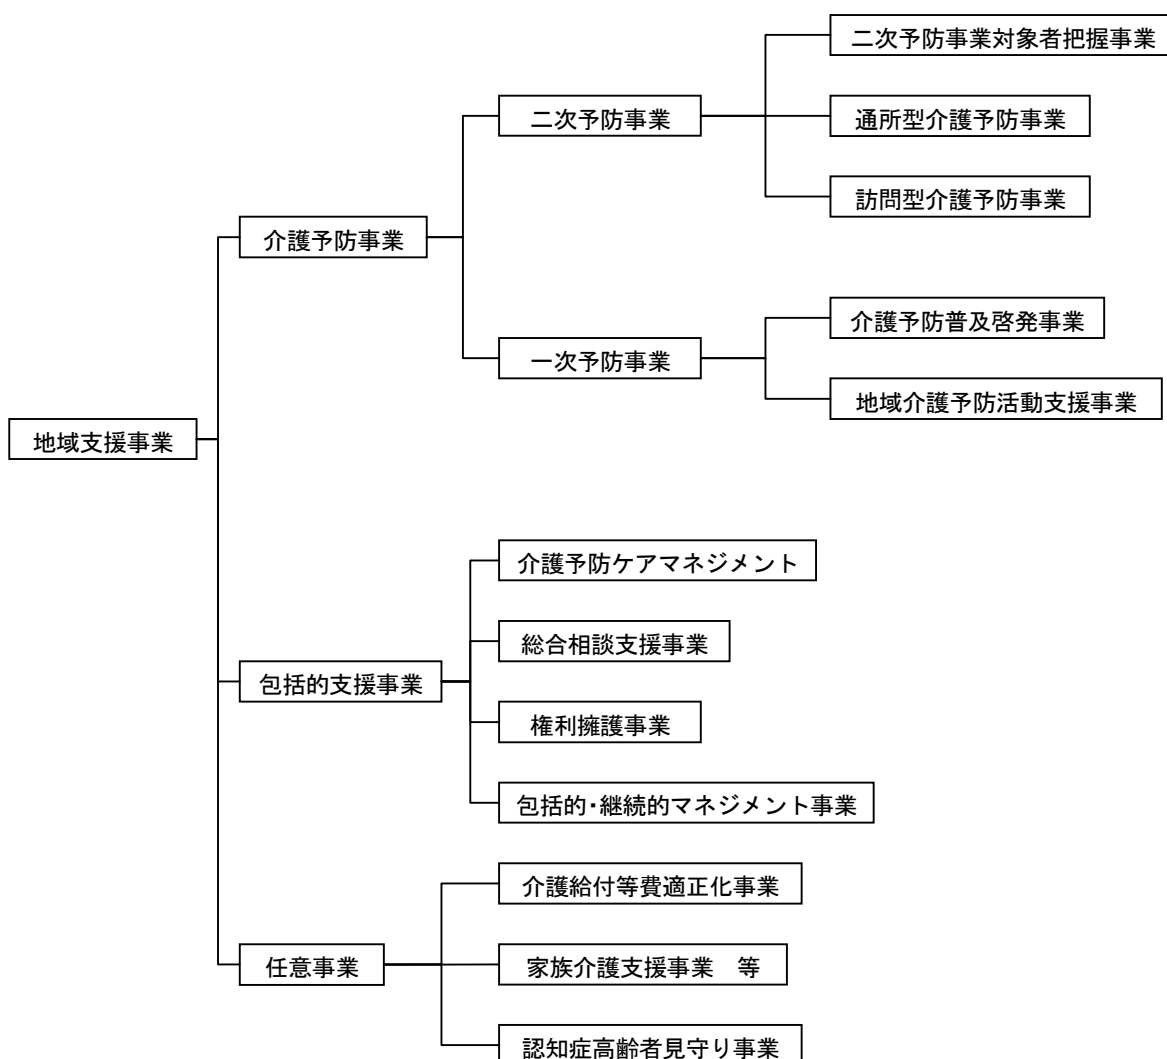 二次予防事業対象者把握事業
二次予防事業
通所型介護予防事業
訪問型介護予防事業
介護予防事業
介護予防普及啓発事業
一次予防事業
地域介護予防活動支援事業
地域支援事業
介護予防ケアマネジメント
総合相談支援事業
包括的支援事業
権利擁護事業
包括的・継続的マネジメント事業
介護給付等費適正化事業
任意事業
家族介護支援事業　等
認知症高齢者見守り事業